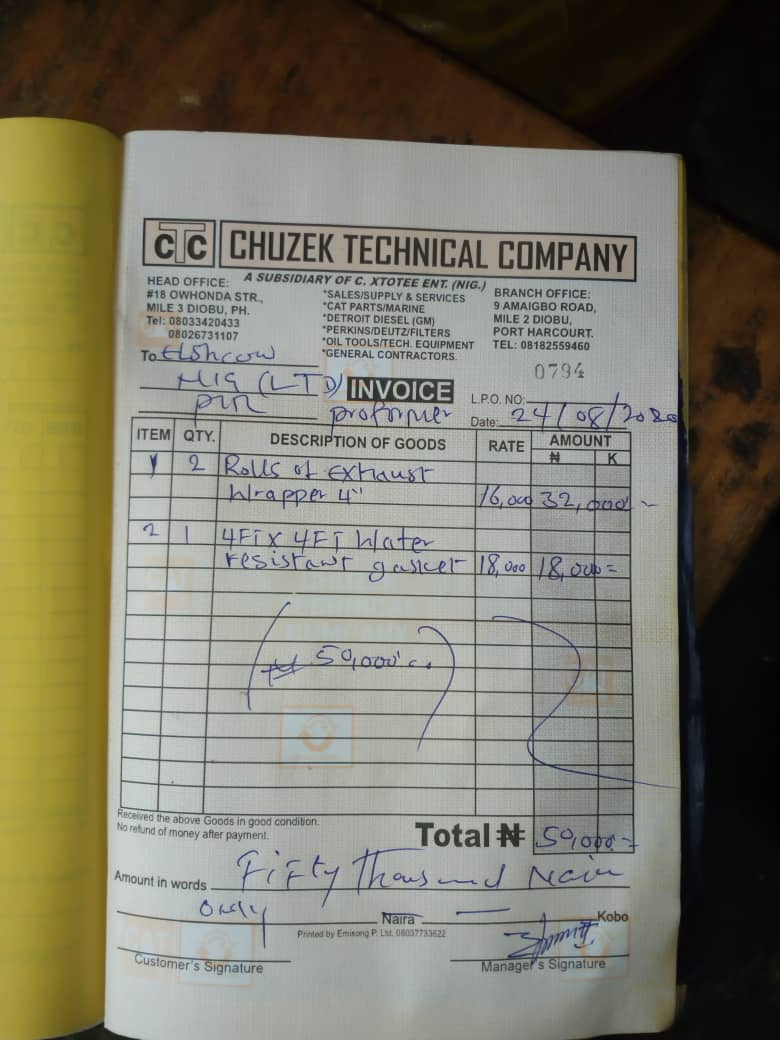 CTC CHUZEK TECHNICAL COMPANY
A SUBSIDIARY OF C. XTOTEE ENT. (NIG.)
HEAD OFFICE:
#18 OWHONDA STR.,
MILE 3 DIOBU, PH.
Tel: 08033420433
08026731107
*SALES/SUPPLY & SERVICES
*CAT PARTS/MARINE
*DETROIT DIESEL (GM)
*PERKINS/DEUTZ/FILTERS
*OIL TOOLS/TECH. EQUIPMENT
*GENERAL CONTRACTORS.
BRANCH OFFICE:
9 AMAIGBO ROAD,
MILE 2 DIOBU,
PORT HARCOURT.
TEL: 08182559460
0794
To
NIG (LTD) INVOICE L.P.O. NO:
proformer Date: 24/08/2020
ITEM QTY. DESCRIPTION OF GOODS RATE AMOUNT
₦ K
1 2 Rolls of Exhaust
Wrapper 4" 16,000 32,000
2 1 4FT x 4FT Water
resistant gasket 18,000 18,000=
₦ 50,000
Received the above Goods in good condition.
No refund of money after payment.
Total ₦ 50,000
Amount in words Fifty Thousand Naira
only Naira — Kobo
Printed by Emisong P. Ltd. 08037733622
Customer's Signature
Manager's Signature